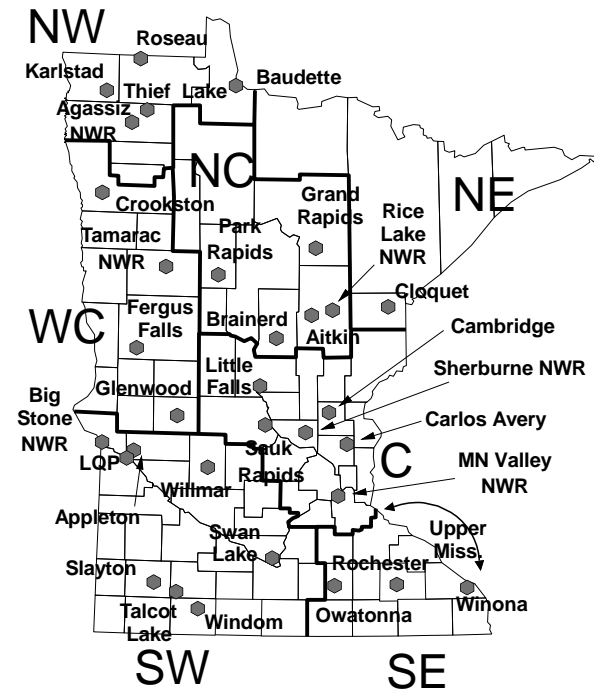 NW
Roseau
Karlstad
Thief Lake
Baudette
Agassiz
NWR
NC
NE
Crookston
Grand
Rapids
Rice
Lake
NWR
Park
Rapids
Tamarac
NWR
Cloquet
WC
Fergus
Falls
Brainerd
Aitkin
Cambridge
Little
Falls
Sherburne NWR
Glenwood
Big
Stone
NWR
Carlos Avery
C
LQP
Sauk
Rapids
MN Valley
NWR
Willmar
Appleton
Swan
Lake
Upper
Miss.
Slayton
Rochester
Talcot
Lake
Windom
Owatonna
Winona
SW
SE